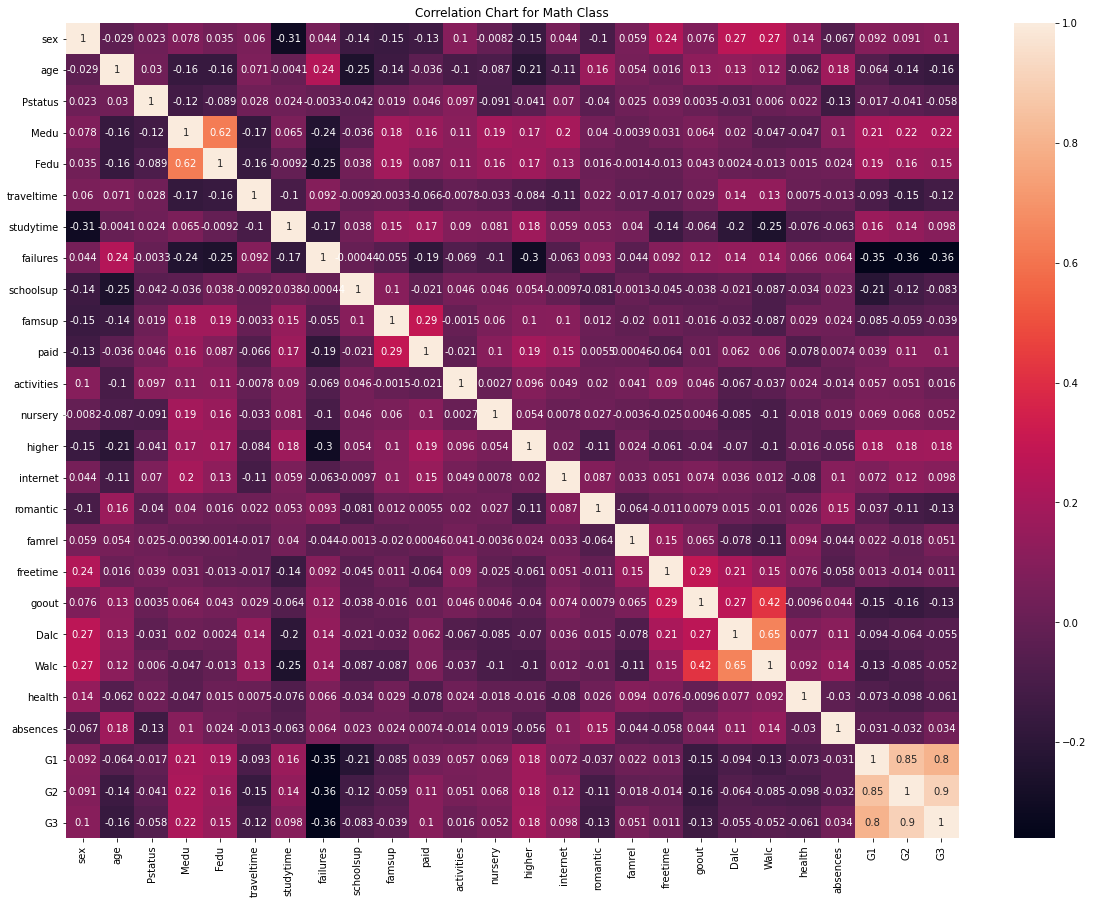 Correlation Chart for Math Class
sex 1 -0.029 0.023 0.078 0.035 0.06 -0.31 0.044 -0.14 -0.15 -0.13 0.1 -0.0082 -0.15 0.044 -0.1 0.059 0.24 0.076 0.27 0.27 0.14 -0.067 0.092 0.091 0.1
age -0.029 1 0.03 -0.16 -0.16 0.071 -0.0041 0.24 -0.25 -0.14 -0.036 -0.1 -0.087 -0.21 -0.11 0.16 0.054 0.016 0.13 0.13 0.12 -0.062 0.18 -0.064 -0.14 -0.16
Pstatus 0.023 0.03 1 -0.12 -0.089 0.028 0.024 -0.0033 -0.042 0.019 0.046 0.097 -0.091 -0.041 0.07 -0.04 0.025 0.039 0.0035 -0.031 0.006 0.022 -0.13 -0.017 -0.041 -0.058
Medu 0.078 -0.16 -0.12 1 0.62 -0.17 0.065 -0.24 -0.036 0.18 0.16 0.11 0.19 0.17 0.2 0.04 -0.0039 0.031 0.064 0.02 -0.047 -0.047 0.1 0.21 0.22 0.22
Fedu 0.035 -0.16 -0.089 0.62 1 -0.16 -0.0092 -0.25 0.038 0.19 0.087 0.11 0.16 0.17 0.13 0.016 -0.0014 -0.013 0.043 0.0024 -0.013 0.015 0.024 0.19 0.16 0.15
traveltime 0.06 0.071 0.028 -0.17 -0.16 1 -0.1 0.092 -0.0092 -0.0033 -0.066 -0.0078 -0.033 -0.084 -0.11 0.022 -0.017 -0.017 0.029 0.14 0.13 0.0075 -0.013 -0.093 -0.15 -0.12
studytime -0.31 -0.0041 0.024 0.065 -0.0092 -0.1 1 -0.17 0.038 0.15 0.17 0.09 0.081 0.18 0.059 0.053 0.04 -0.14 -0.064 -0.2 -0.25 -0.076 -0.063 0.16 0.14 0.098
failures 0.044 0.24 -0.0033 -0.24 -0.25 0.092 -0.17 1 -0.00044 -0.055 -0.19 -0.069 -0.1 -0.3 -0.063 0.093 -0.044 0.092 0.12 0.14 0.14 0.066 0.064 -0.35 -0.36 -0.36
schoolsup -0.14 -0.25 -0.042 -0.036 0.038 -0.0092 0.038 -0.00044 1 0.1 -0.021 0.046 0.046 0.054 -0.0097 -0.081 -0.0013 -0.045 -0.038 -0.021 -0.087 -0.034 0.023 -0.21 -0.12 -0.083
famsup -0.15 -0.14 0.019 0.18 0.19 -0.0033 0.15 -0.055 0.1 1 0.29 -0.0015 0.06 0.1 0.1 0.012 -0.02 0.011 -0.016 -0.032 -0.087 0.029 0.024 -0.085 -0.059 -0.039
paid -0.13 -0.036 0.046 0.16 0.087 -0.066 0.17 -0.19 -0.021 0.29 1 -0.021 0.1 0.19 0.15 0.0055 0.00046 -0.064 0.01 0.062 0.06 -0.078 0.0074 0.039 0.11 0.1
activities 0.1 -0.1 0.097 0.11 0.11 -0.0078 0.09 -0.069 0.046 -0.0015 -0.021 1 0.0027 0.096 0.049 0.02 0.041 0.09 0.046 -0.067 -0.037 0.024 -0.014 0.057 0.051 0.016
nursery -0.0082 -0.087 -0.091 0.19 0.16 -0.033 0.081 -0.1 0.046 0.06 0.1 0.0027 1 0.054 0.0078 0.027 -0.0036 -0.025 0.0046 -0.085 -0.1 -0.018 0.019 0.069 0.068 0.052
higher -0.15 -0.21 -0.041 0.17 0.17 -0.084 0.18 -0.3 0.054 0.1 0.19 0.096 0.054 1 0.02 -0.11 0.024 -0.061 -0.04 -0.07 -0.1 -0.016 -0.056 0.18 0.18 0.18
internet 0.044 -0.11 0.07 0.2 0.13 -0.11 0.059 -0.063 -0.0097 0.1 0.15 0.049 0.0078 0.02 1 0.087 0.033 0.051 0.074 0.036 0.012 -0.08 0.1 0.072 0.12 0.098
romantic -0.1 0.16 -0.04 0.04 0.016 0.022 0.053 0.093 -0.081 0.012 0.0055 0.02 0.027 -0.11 0.087 1 -0.064 -0.011 0.0079 0.015 -0.01 0.026 0.15 -0.037 -0.11 -0.13
famrel 0.059 0.054 0.025 -0.0039 -0.0014 -0.017 0.04 -0.044 -0.0013 -0.02 0.00046 0.041 -0.0036 0.024 0.033 -0.064 1 0.15 0.065 -0.078 -0.11 0.094 -0.044 0.022 -0.018 0.051
freetime 0.24 0.016 0.039 0.031 -0.013 -0.017 -0.14 0.092 -0.045 0.011 -0.064 0.09 -0.025 -0.061 0.051 -0.011 0.15 1 0.29 0.21 0.15 0.076 -0.058 0.013 -0.014 0.011
goout 0.076 0.13 0.0035 0.064 0.043 0.029 -0.064 0.12 -0.038 -0.016 0.01 0.046 0.0046 -0.04 0.074 0.0079 0.065 0.29 1 0.27 0.42 -0.0096 0.044 -0.15 -0.16 -0.13
Dalc 0.27 0.13 -0.031 0.02 0.0024 0.14 -0.2 0.14 -0.021 -0.032 0.062 -0.067 -0.085 -0.07 0.036 0.015 -0.078 0.21 0.27 1 0.65 0.077 0.11 -0.094 -0.064 -0.055
Walc 0.27 0.12 0.006 -0.047 -0.013 0.13 -0.25 0.14 -0.087 -0.087 0.06 -0.037 -0.1 -0.1 0.012 -0.01 -0.11 0.15 0.42 0.65 1 0.092 0.14 -0.13 -0.085 -0.052
health 0.14 -0.062 0.022 -0.047 0.015 0.0075 -0.076 0.066 -0.034 0.029 -0.078 0.024 -0.018 -0.016 -0.08 0.026 0.094 0.076 -0.0096 0.077 0.092 1 -0.03 -0.073 -0.098 -0.061
absences -0.067 0.18 -0.13 0.1 0.024 -0.013 -0.063 0.064 0.023 0.024 0.0074 -0.014 0.019 -0.056 0.1 0.15 -0.044 -0.058 0.044 0.11 0.14 -0.03 1 -0.031 -0.032 0.034
G1 0.092 -0.064 -0.017 0.21 0.19 -0.093 0.16 -0.35 -0.21 -0.085 0.039 0.057 0.069 0.18 0.072 -0.037 0.022 0.013 -0.15 -0.094 -0.13 -0.073 -0.031 1 0.85 0.8
G2 0.091 -0.14 -0.041 0.22 0.16 -0.15 0.14 -0.36 -0.12 -0.059 0.11 0.051 0.068 0.18 0.12 -0.11 -0.018 -0.014 -0.16 -0.064 -0.085 -0.098 -0.032 0.85 1 0.9
G3 0.1 -0.16 -0.058 0.22 0.15 -0.12 0.098 -0.36 -0.083 -0.039 0.1 0.016 0.052 0.18 0.098 -0.13 0.051 0.011 -0.13 -0.055 -0.052 -0.061 0.034 0.8 0.9 1
sex age Pstatus Medu Fedu traveltime studytime failures schoolsup famsup paid activities nursery higher internet romantic famrel freetime goout Dalc Walc health absences G1 G2 G3
1.0
0.8
0.6
0.4
0.2
0.0
−0.2